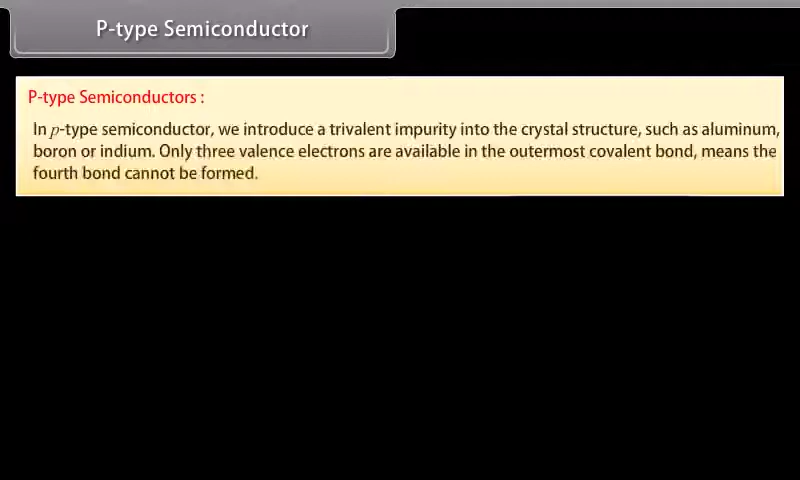 P-type Semiconductor
P-type Semiconductors :
In p-type semiconductor, we introduce a trivalent impurity into the crystal structure, such as aluminum,
boron or indium. Only three valence electrons are available in the outermost covalent bond, means the
fourth bond cannot be formed.